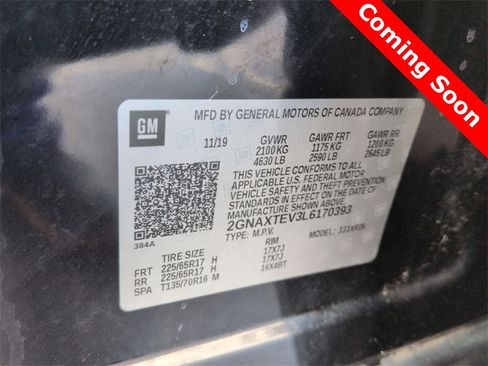 Coming Soon
GM
MFD BY GENERAL MOTORS OF CANADA COMPANY
11/19 GVWR GAWR FRT GAWR RR
2100 KG 1175 KG 1200 KG
4630 LB 2590 LB 2645 LB
THIS VEHICLE CONFORMS TO ALL
APPLICABLE U.S. FEDERAL MOTOR
VEHICLE SAFETY AND THEFT PREVENTION
STANDARDS IN EFFECT ON THE DATE OF
MANUFACTURE SHOWN ABOVE.
2GNAXTEV3L6170393
TYPE: M.P.V. MODEL: 
384A
TIRE SIZE RIM
FRT 225/65R17 H 17X7J
RR 225/65R17 H 17X7J
SPA T135/70R16 M 16X4BT